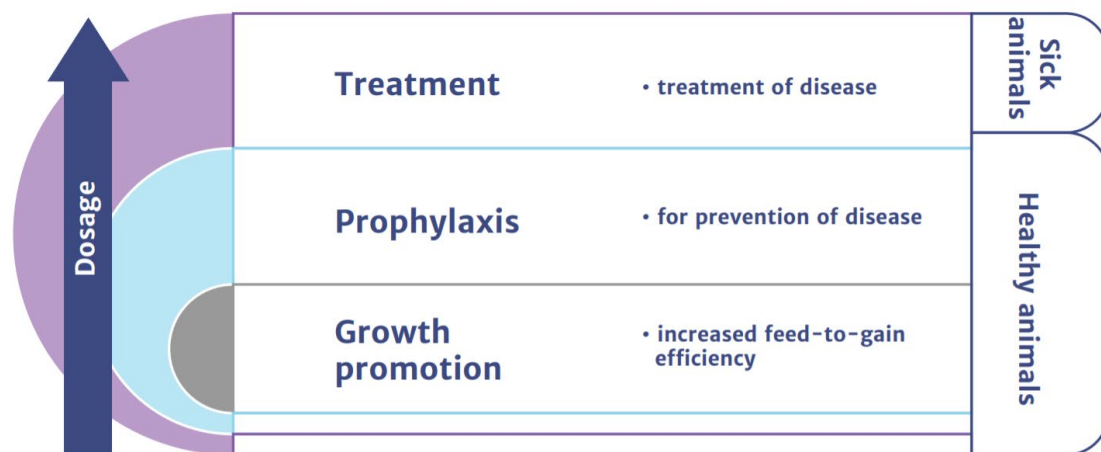 Dosage
Treatment
• treatment of disease
Sick
animals
Prophylaxis
• for prevention of disease
Growth
promotion
• increased feed-to-gain
efficiency
Healthy animals